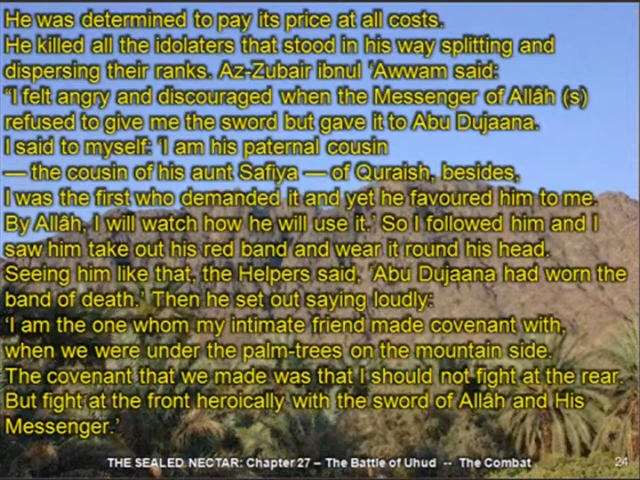 He was determined to pay its price at all costs.
He killed all the idolaters that stood in his way splitting and
dispersing their ranks. Az-Zubair ibnul 'Awwam said:
“I felt angry and discouraged when the Messenger of Allâh (s)
refused to give me the sword but gave it to Abu Dujaana.
I said to myself: 'I am his paternal cousin
— the cousin of his aunt Safiya — of Quraish, besides,
I was the first who demanded it and yet he favoured him to me.
By Allâh, I will watch how he will use it.' So I followed him and I
saw him take out his red band and wear it round his head.
Seeing him like that, the Helpers said, 'Abu Dujaana had worn the
band of death.' Then he set out saying loudly:
'I am the one whom my intimate friend made covenant with,
when we were under the palm-trees on the mountain side.
The covenant that we made was that I should not fight at the rear.
But fight at the front heroically with the sword of Allâh and His
Messenger.'
THE SEALED NECTAR: Chapter 27 – The Battle of Uhud -- The Combat
24